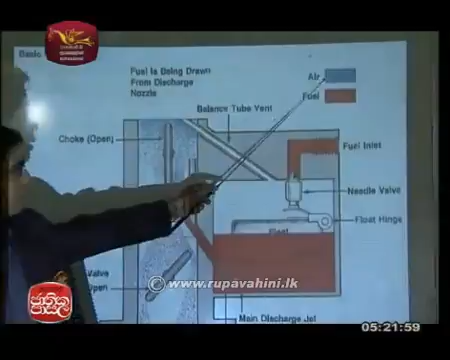 Basic
Fuel Is Being Drawn
From Discharge
Nozzle
Air
Fuel
Balance Tube Vent
Choke (Open)
Fuel Inlet
Needle Valve
Float Hinge
Float
Valve
Open
© www.rupavahini.lk
Main Discharge Jet
ජාතික
පාසල
05:21:59